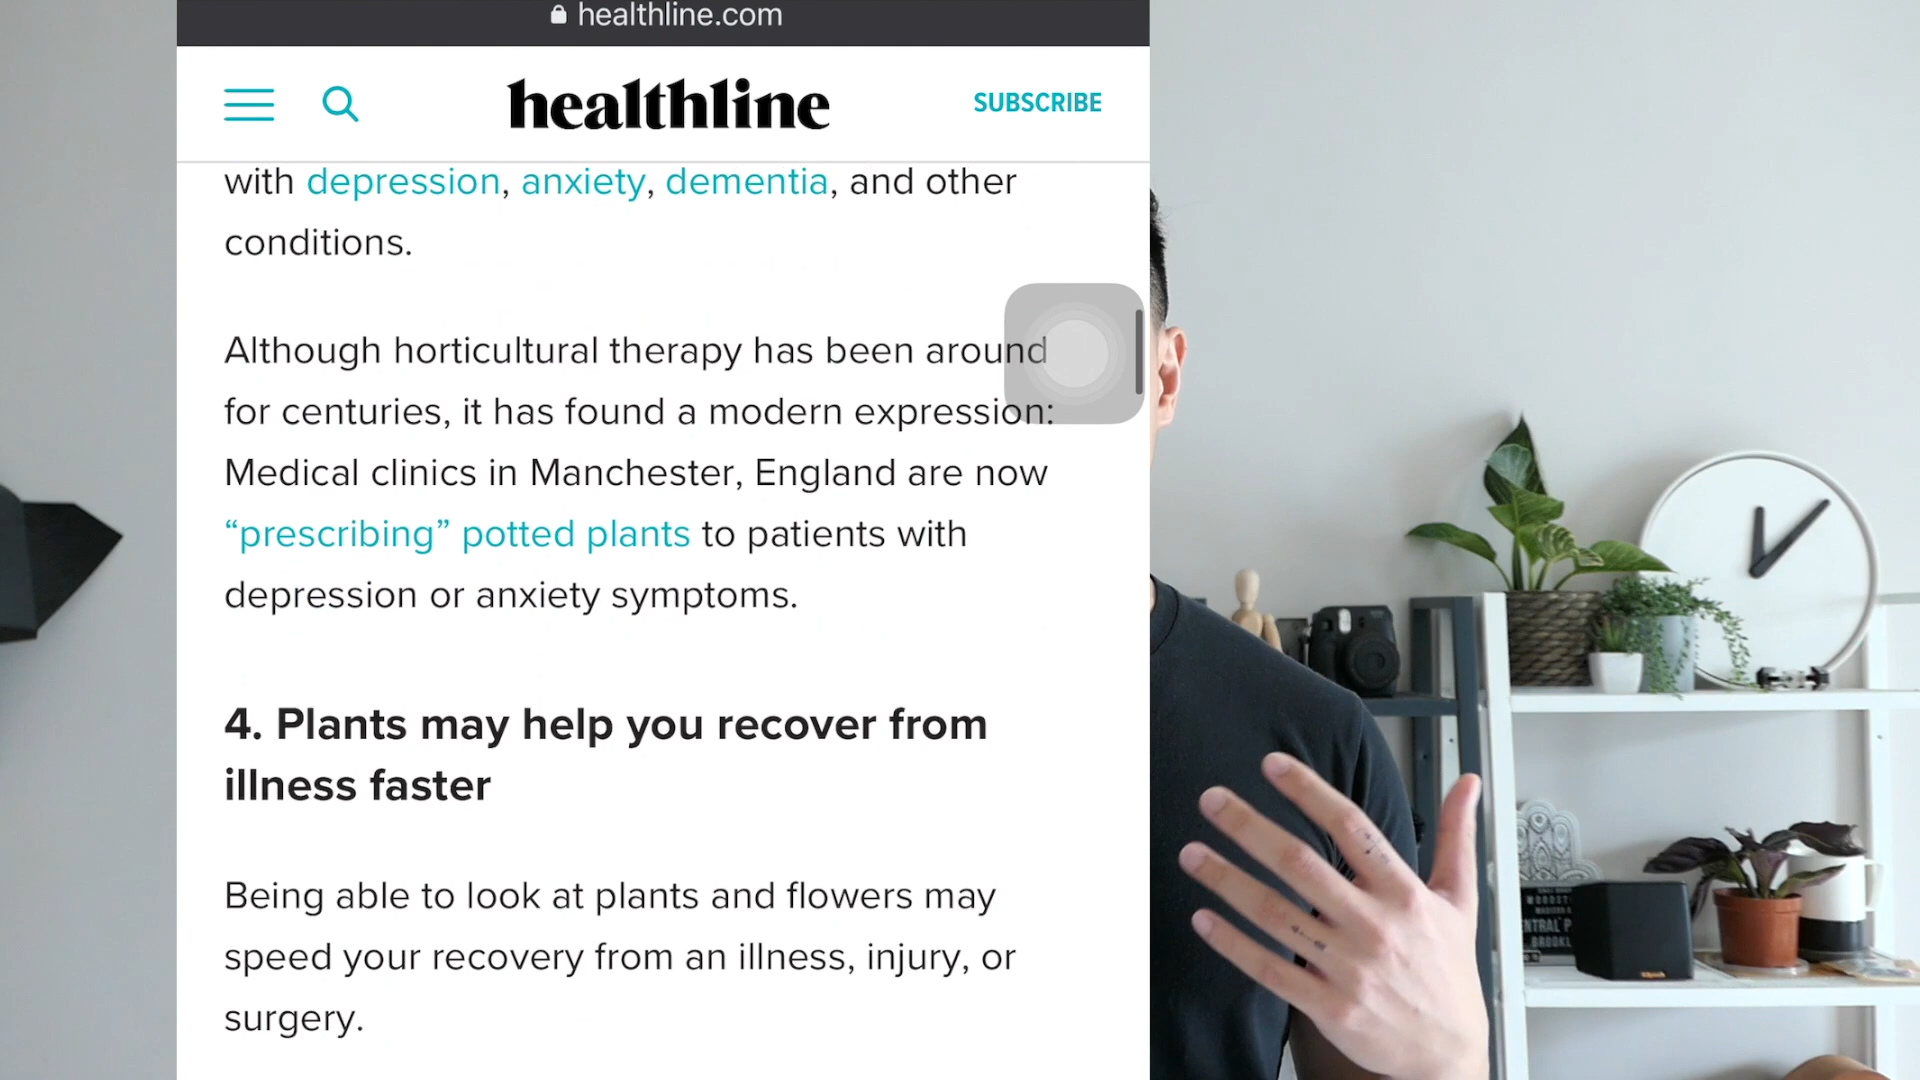 healthline.com
healthline
SUBSCRIBE
with depression, anxiety, dementia, and other
conditions.
Although horticultural therapy has been around
for centuries, it has found a modern expression:
Medical clinics in Manchester, England are now
“prescribing” potted plants to patients with
depression or anxiety symptoms.
4. Plants may help you recover from
illness faster
Being able to look at plants and flowers may
speed your recovery from an illness, injury, or
surgery.
Klipsch